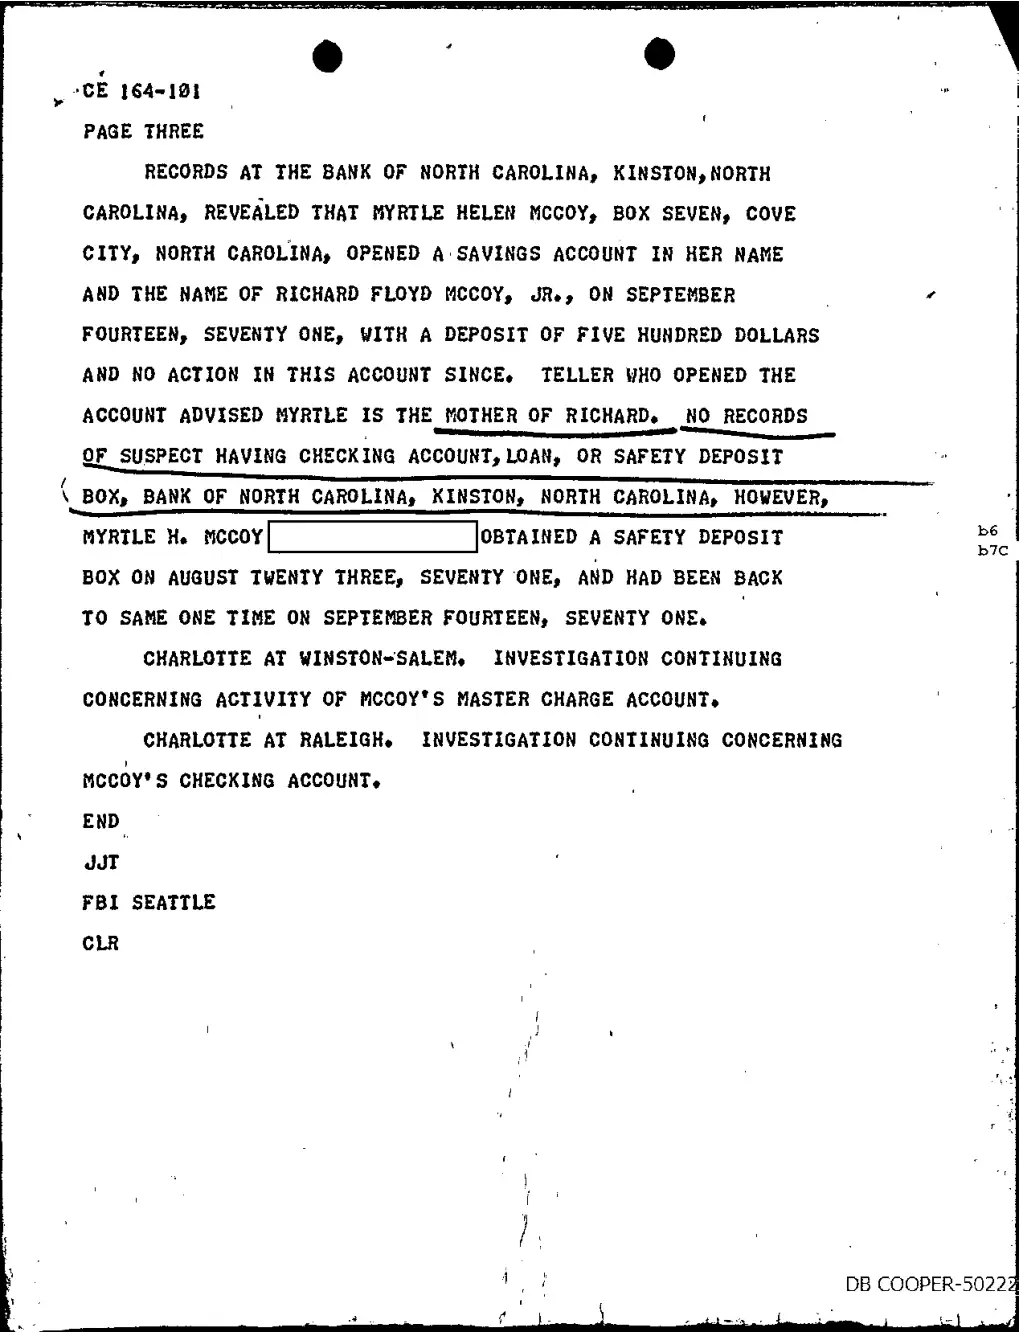 CE 164-101
PAGE THREE
RECORDS AT THE BANK OF NORTH CAROLINA, KINSTON,NORTH
CAROLINA, REVEALED THAT MYRTLE HELEN MCCOY, BOX SEVEN, COVE
CITY, NORTH CAROLINA, OPENED A SAVINGS ACCOUNT IN HER NAME
AND THE NAME OF RICHARD FLOYD MCCOY, JR., ON SEPTEMBER
FOURTEEN, SEVENTY ONE, WITH A DEPOSIT OF FIVE HUNDRED DOLLARS
AND NO ACTION IN THIS ACCOUNT SINCE. TELLER WHO OPENED THE
ACCOUNT ADVISED MYRTLE IS THE MOTHER OF RICHARD. NO RECORDS
OF SUSPECT HAVING CHECKING ACCOUNT,LOAN, OR SAFETY DEPOSIT
BOX, BANK OF NORTH CAROLINA, KINSTON, NORTH CAROLINA, HOWEVER,
MYRTLE H. MCCOY OBTAINED A SAFETY DEPOSIT
b6
b7C
BOX ON AUGUST TWENTY THREE, SEVENTY ONE, AND HAD BEEN BACK
TO SAME ONE TIME ON SEPTEMBER FOURTEEN, SEVENTY ONE.
CHARLOTTE AT WINSTON-SALEM. INVESTIGATION CONTINUING
CONCERNING ACTIVITY OF MCCOY'S MASTER CHARGE ACCOUNT.
CHARLOTTE AT RALEIGH. INVESTIGATION CONTINUING CONCERNING
MCCOY'S CHECKING ACCOUNT.
END
JJT
FBI SEATTLE
CLR
DB COOPER-50222